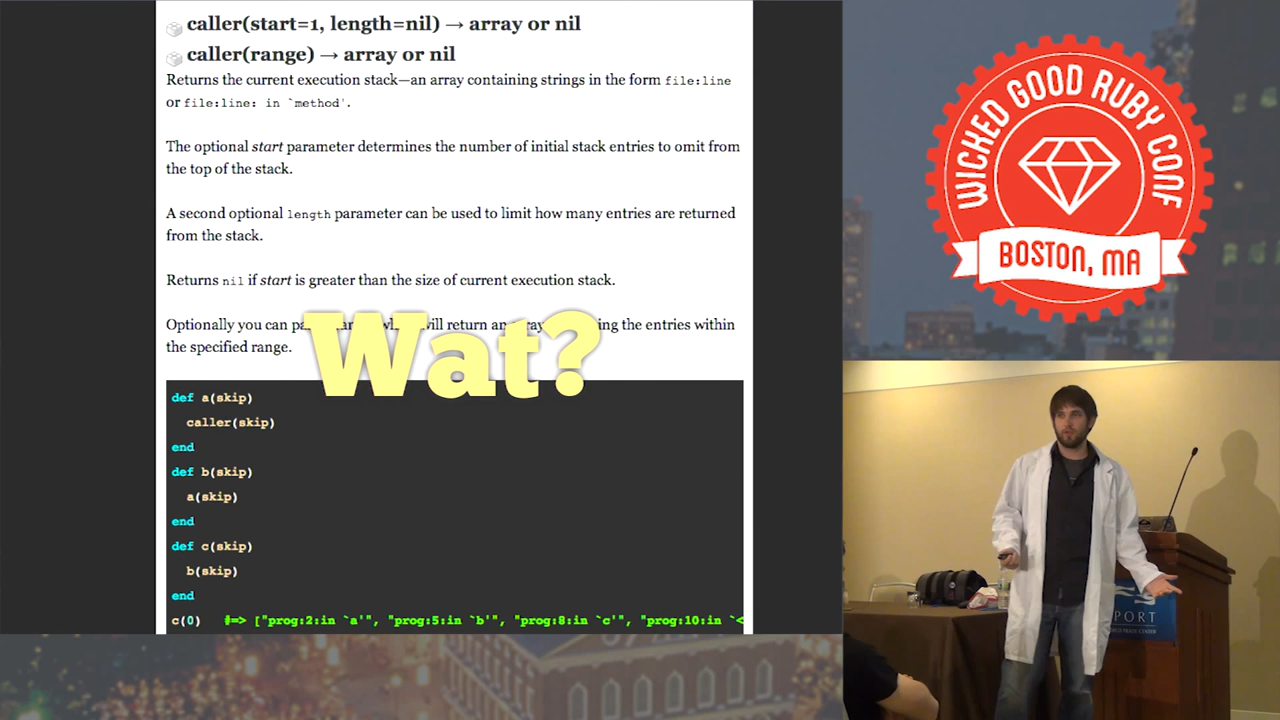 caller(start=1, length=nil) → array or nil
caller(range) → array or nil
Returns the current execution stack—an array containing strings in the form file:line
or file:line: in `method'.
The optional start parameter determines the number of initial stack entries to omit from
the top of the stack.
A second optional length parameter can be used to limit how many entries are returned
from the stack.
Returns nil if start is greater than the size of current execution stack.
Optionally you can will return an the entries within
the specified range.
Wat?
def a(skip)
caller(skip)
end
def b(skip)
a(skip)
end
def c(skip)
b(skip)
end
c(0) #=> ["prog:2:in `a'", "prog:5:in `b'", "prog:8:in `c'", "prog:10:in `<
WICKED GOOD RUBY CONF
BOSTON, MA
PORT